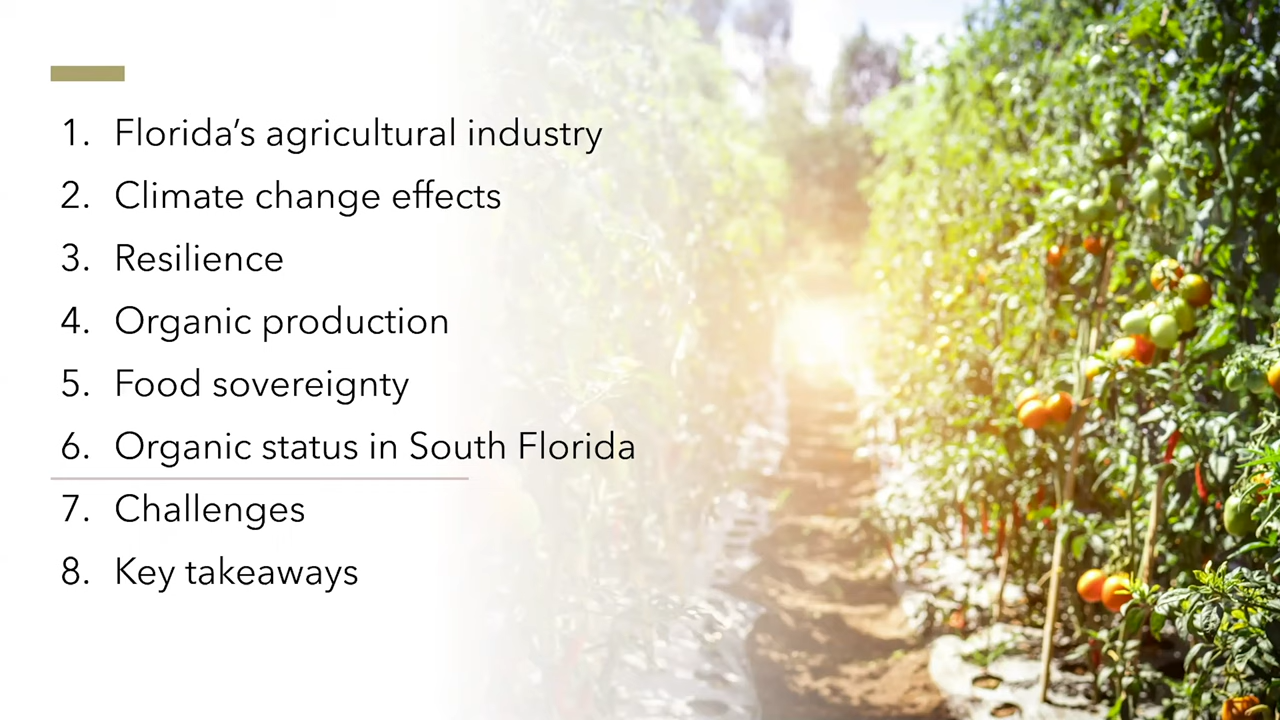 1. Florida’s agricultural industry
2. Climate change effects
3. Resilience
4. Organic production
5. Food sovereignty
6. Organic status in South Florida
7. Challenges
8. Key takeaways